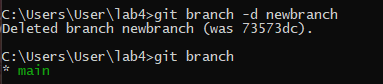 C:\Users\User\lab4>git branch -d newbranch
Deleted branch newbranch (was 73573dc).
C:\Users\User\lab4>git branch
* main